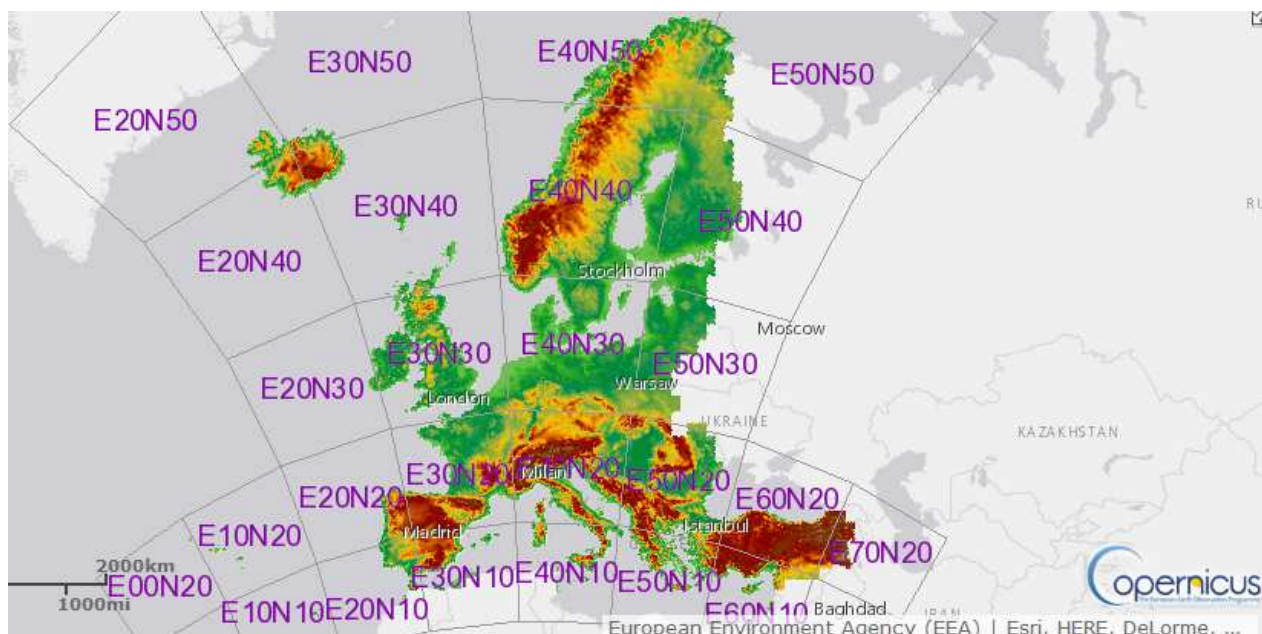 E30N50
E40N50
E50N50
E20N50
E40N40
E30N40
E50N40
RU
E20N40
Stockholm
Moscow
E40N30
E30N30
E50N30
Warsaw
E20N30
London
UKRAINE
KAZAKHSTAN
E30N20
Milan
E50N20
E20N20
E60N20
Madrid
Istanbul
E10N20
E70N20
2000km
E00N20
1000mi
E30N10
E40N10
E50N10
E10N10
E20N10
E60N10
Baghdad
IRAN
Copernicus
European Environment Agency (EEA) | Esri, HERE, DeLorme, ...